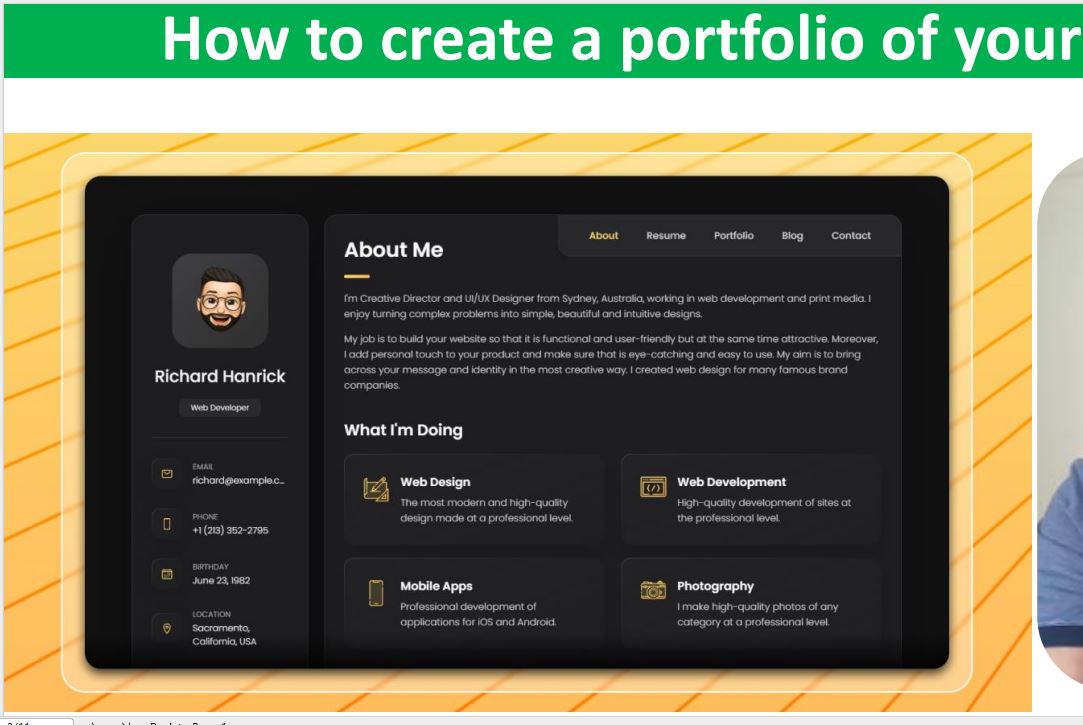 How to create a portfolio of your
About Resume Portfolio Blog Contact
About Me
I'm Creative Director and UI/UX Designer from Sydney, Australia, working in web development and print media. I
enjoy turning complex problems into simple, beautiful and intuitive designs.
My job is to build your website so that it is functional and user-friendly but at the same time attractive. Moreover,
I add personal touch to your product and make sure that is eye-catching and easy to use. My aim is to bring
across your message and identity in the most creative way. I created web design for many famous brand
companies.
Richard Hanrick
Web Developer
EMAIL
richard@example.c...
PHONE
+1 (213) 352-2795
BIRTHDAY
June 23, 1982
LOCATION
Sacramento,
California, USA
What I'm Doing
Web Design
The most modern and high-quality
design made at a professional level.
Web Development
High-quality development of sites at
the professional level.
Mobile Apps
Professional development of
applications for iOS and Android.
Photography
I make high-quality photos of any
category at a professional level.